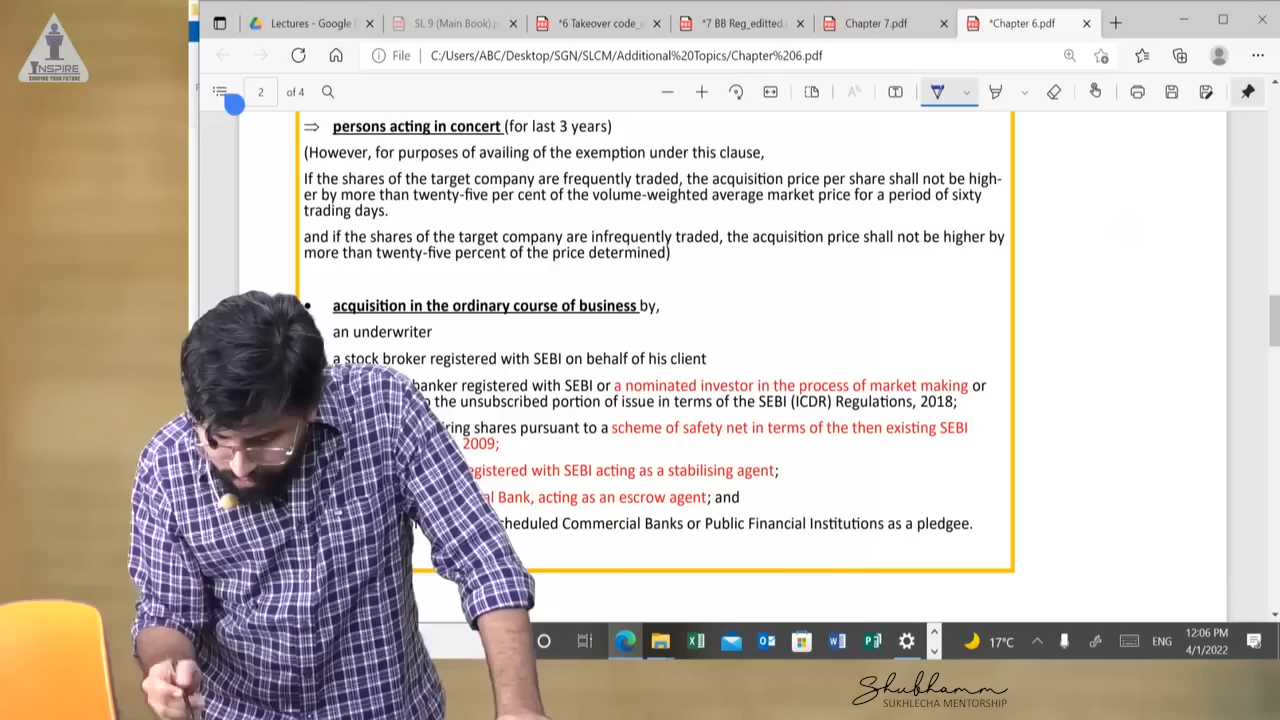 INSPIRE
SHAPING YOUR FUTURE
Lectures - Google
SL 9 (Main Book).p
*6 Takeover code_e
*7 BB Reg_editted.
Chapter 7.pdf
*Chapter 6.pdf
File C:/Users/ABC/Desktop/SGN/SLCM/Additional%20Topics/Chapter%206.pdf
2 of 4
⇒ persons acting in concert (for last 3 years)
(However, for purposes of availing of the exemption under this clause,
If the shares of the target company are frequently traded, the acquisition price per share shall not be high-
er by more than twenty-five per cent of the volume-weighted average market price for a period of sixty
trading days.
and if the shares of the target company are infrequently traded, the acquisition price shall not be higher by
more than twenty-five percent of the price determined)
• acquisition in the ordinary course of business by,
an underwriter
a stock broker registered with SEBI on behalf of his client
banker registered with SEBI or a nominated investor in the process of market making or
the unsubscribed portion of issue in terms of the SEBI (ICDR) Regulations, 2018;
shares pursuant to a scheme of safety net in terms of the then existing SEBI
2009;
registered with SEBI acting as a stabilising agent;
Bank, acting as an escrow agent; and
Scheduled Commercial Banks or Public Financial Institutions as a pledgee.
17°C ENG 12:06 PM
4/1/2022
Shubhamm
SUKHLECHA MENTORSHIP